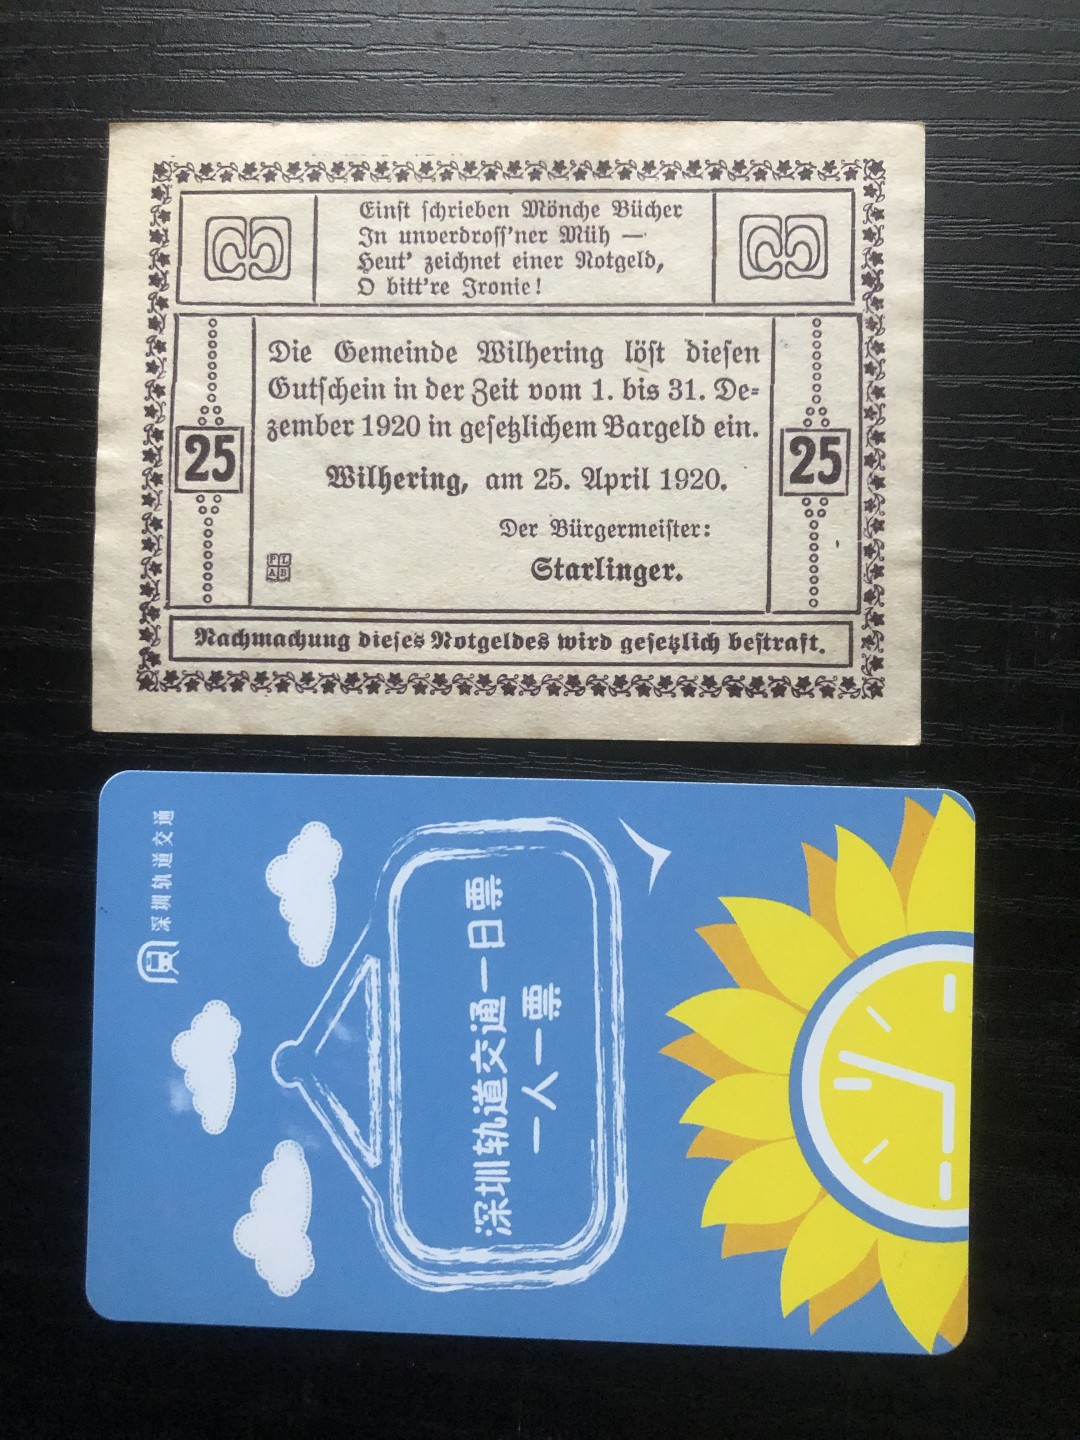 Einst schrieben Mönche Bücher
In unverdross'ner Müh —
Heut' zeichnet einer Notgeld,
O bitt're Ironie!
Die Gemeinde Wilhering löst diesen
Gutschein in der Zeit vom 1. bis 31. De-
zember 1920 in gesetzlichem Bargeld ein.
25
25
Wilhering, am 25. April 1920.
Der Bürgermeister:
Starlinger.
PL
AB
Nachmachung dieses Notgeldes wird gesetzlich bestraft.
深圳轨道交通
深圳轨道交通一日票
一人一票